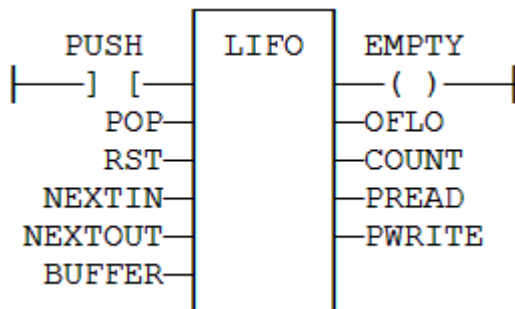 PUSH LIFO EMPTY
] [ ( )
POP OFLO
RST COUNT
NEXTIN PREAD
NEXTOUT PWRITE
BUFFER